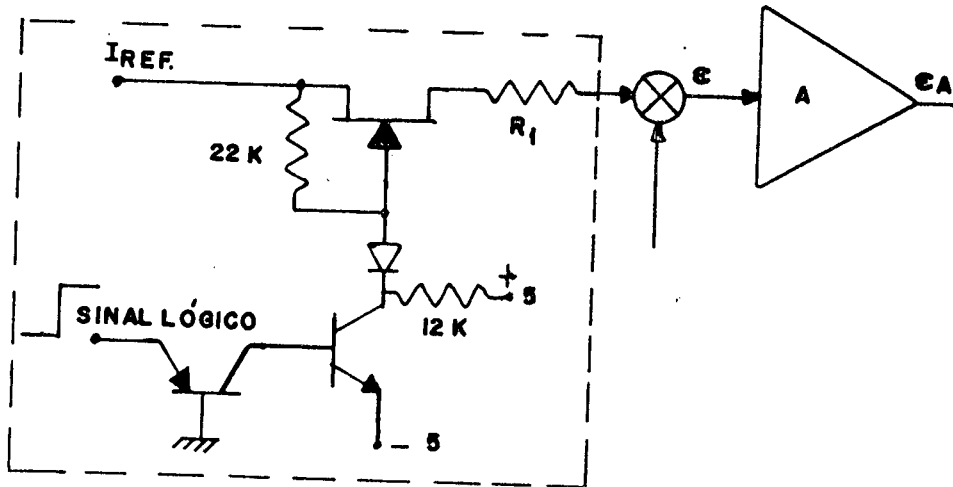 IREF.
22 K
R1
ϵ
A
ϵA
+
5
12 K
SINAL LÓGICO
- 5